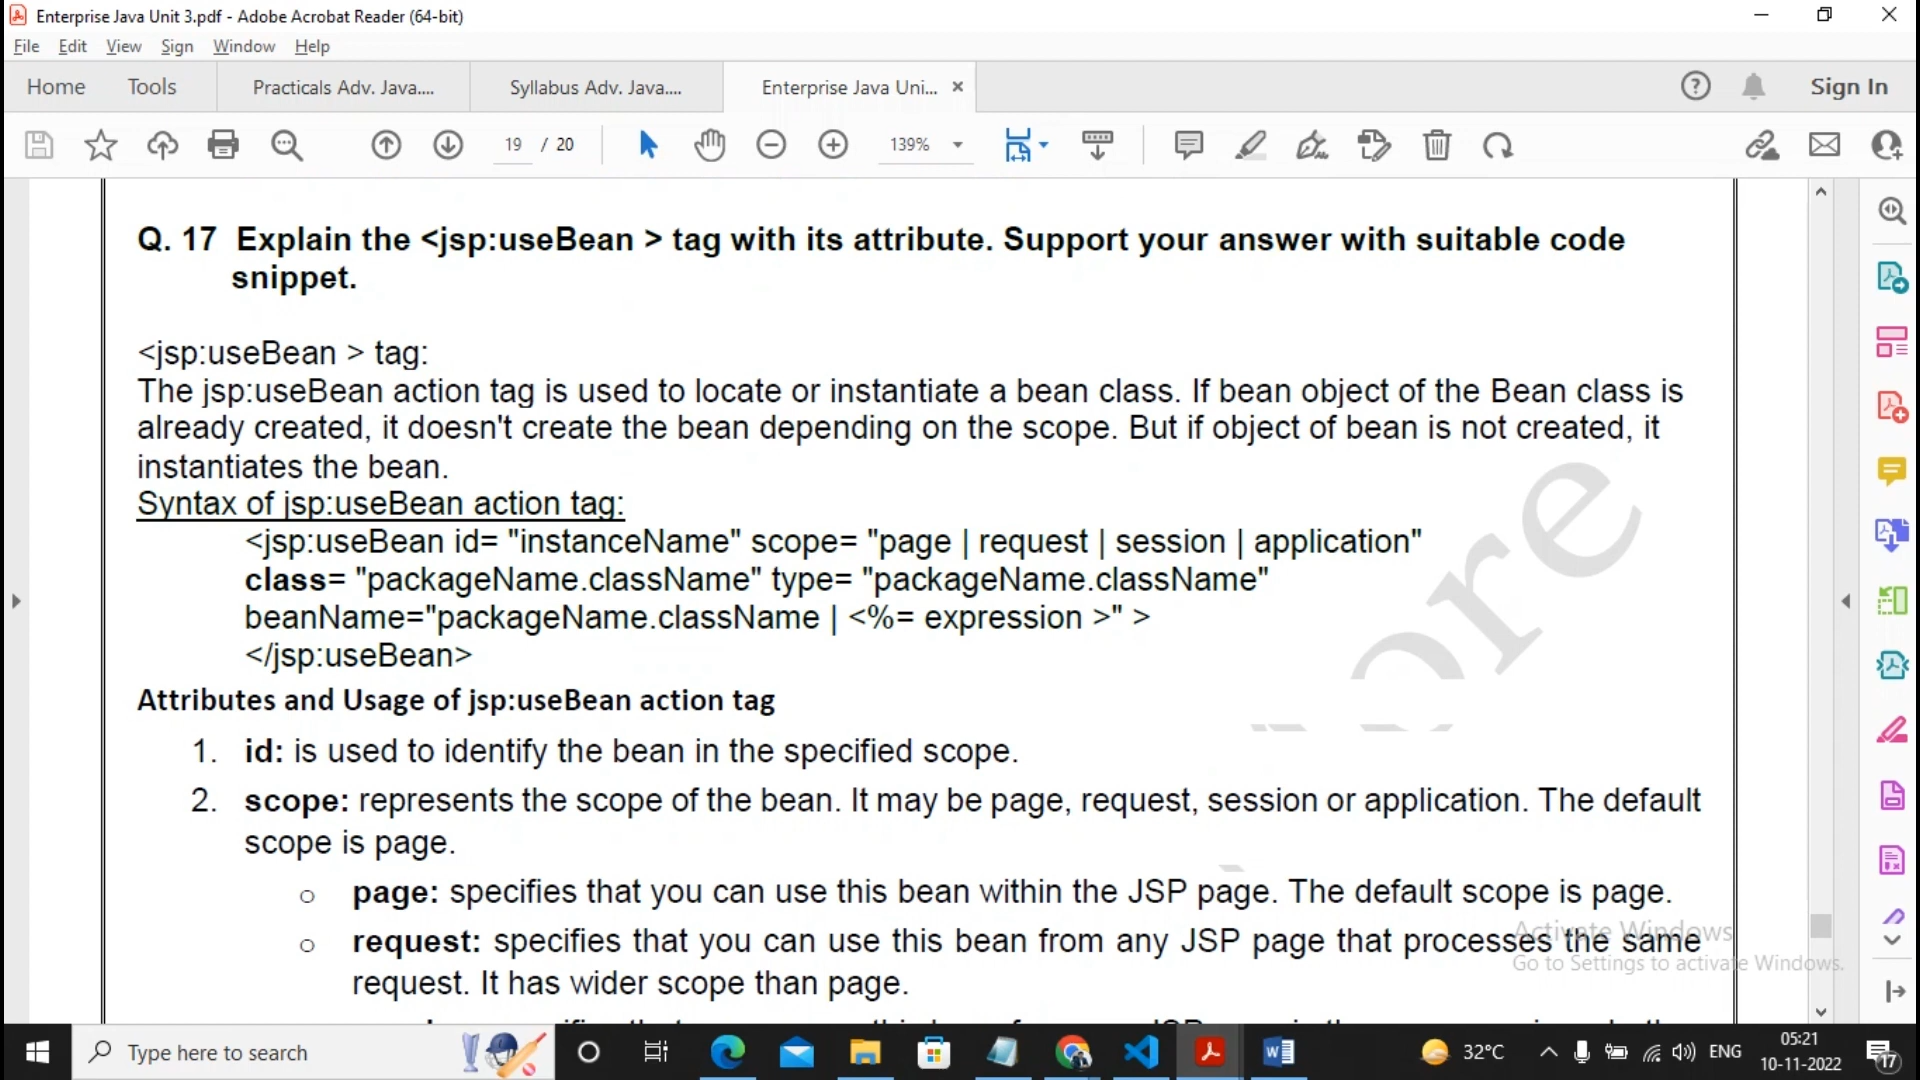 Enterprise Java Unit 3.pdf - Adobe Acrobat Reader (64-bit)
File Edit View Sign Window Help
Home Tools Practicals Adv. Java.... Syllabus Adv. Java.... Enterprise Java Uni... × Sign In
19 / 20 139%
Q. 17 Explain the <jsp:useBean > tag with its attribute. Support your answer with suitable code
snippet.
<jsp:useBean > tag:
The jsp:useBean action tag is used to locate or instantiate a bean class. If bean object of the Bean class is
already created, it doesn't create the bean depending on the scope. But if object of bean is not created, it
instantiates the bean.
Syntax of jsp:useBean action tag:
<jsp:useBean id= "instanceName" scope= "page | request | session | application"
class= "packageName.className" type= "packageName.className"
beanName="packageName.className | <%= expression >" >
</jsp:useBean>
Attributes and Usage of jsp:useBean action tag
1. id: is used to identify the bean in the specified scope.
2. scope: represents the scope of the bean. It may be page, request, session or application. The default
scope is page.
o page: specifies that you can use this bean within the JSP page. The default scope is page.
o request: specifies that you can use this bean from any JSP page that processes the same
request. It has wider scope than page.
Activate Windows
Go to Settings to activate Windows.
Type here to search
32°C ENG 05:21
10-11-2022 17